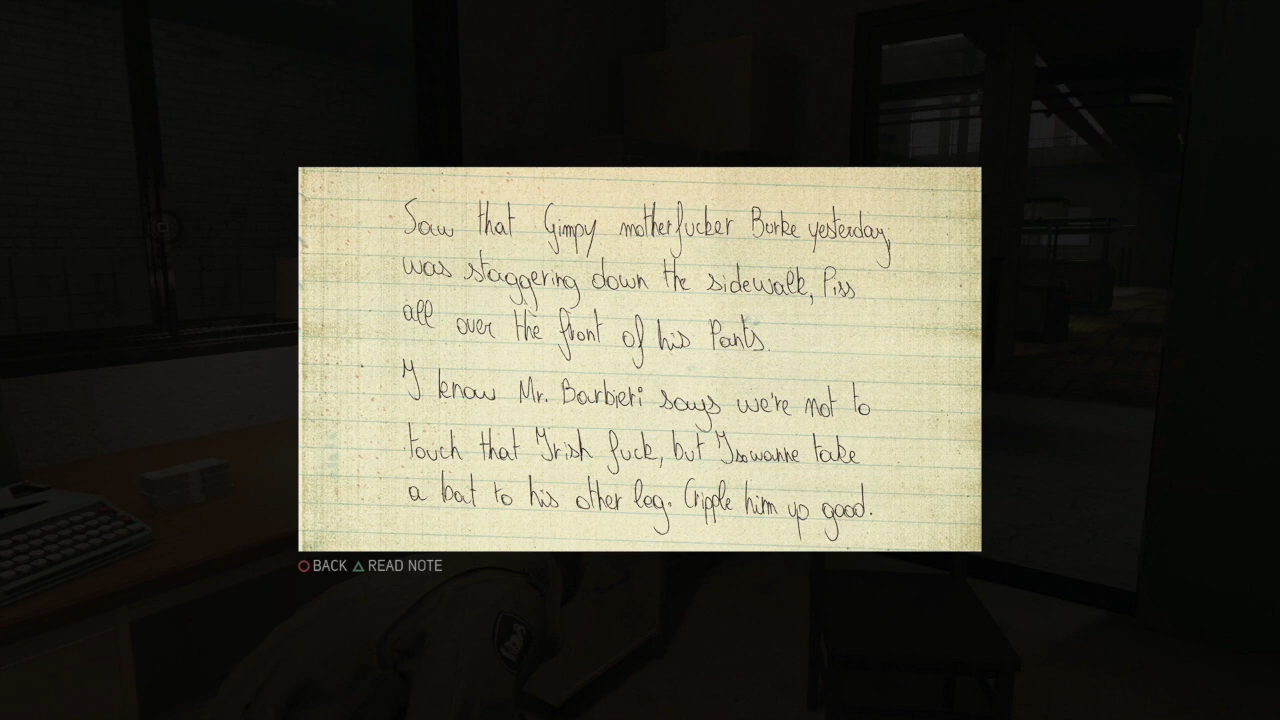 Saw that Gimpy motherfucker Burke yesterday,
was staggering down the sidewalk, Piss
all over the front of his Pants.
I know Mr. Barbieri says we're not to
touch that Irish fuck, but I sowanne take
a bat to his other leg. Cripple him up good.
BACK READ NOTE